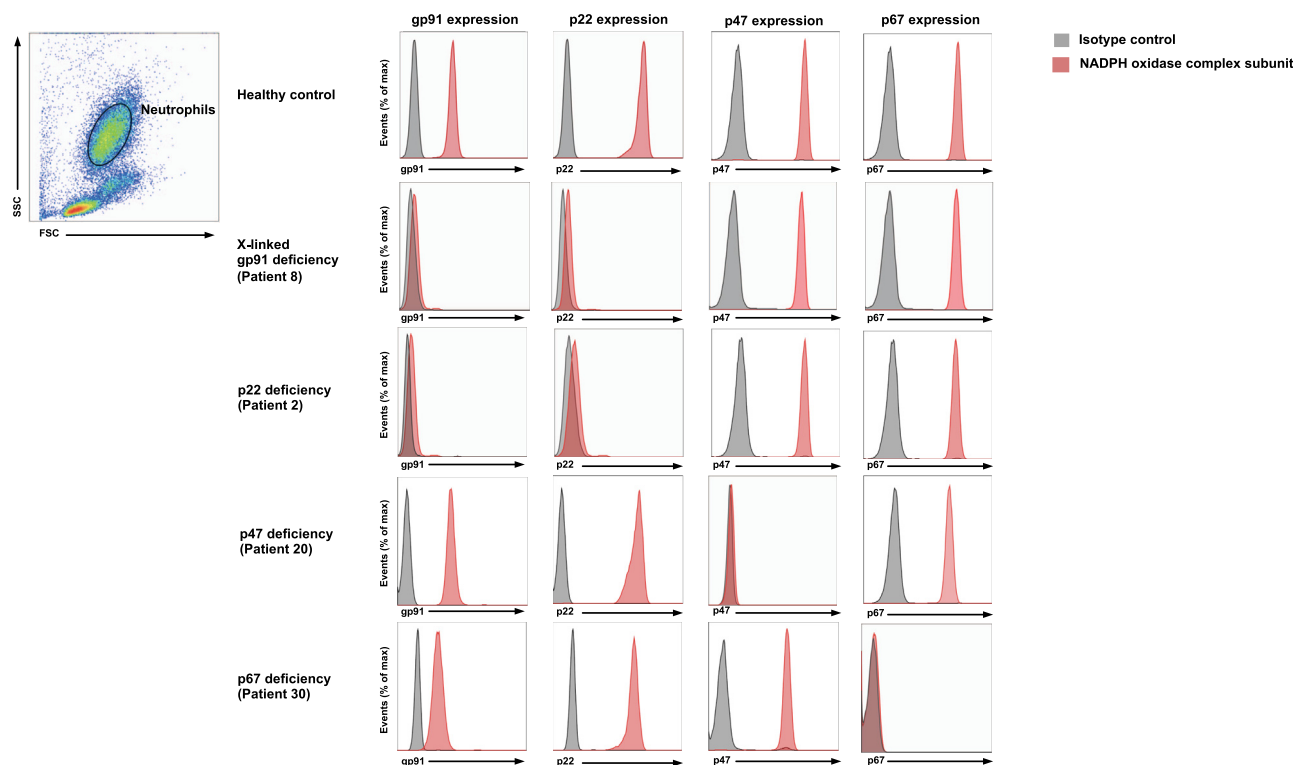 gp91 expression
p22 expression
p47 expression
p67 expression
Isotype control
NADPH oxidase complex subunit
SSC
Neutrophils
FSC
Healthy control
Events (% of max)
gp91
p22
p47
p67
X-linked
gp91 deficiency
(Patient 8)
Events (% of max)
gp91
p22
p47
p67
p22 deficiency
(Patient 2)
Events (% of max)
gp91
p22
p47
p67
p47 deficiency
(Patient 20)
Events (% of max)
gp91
p22
p47
p67
p67 deficiency
(Patient 30)
Events (% of max)
gp91
p22
p47
p67